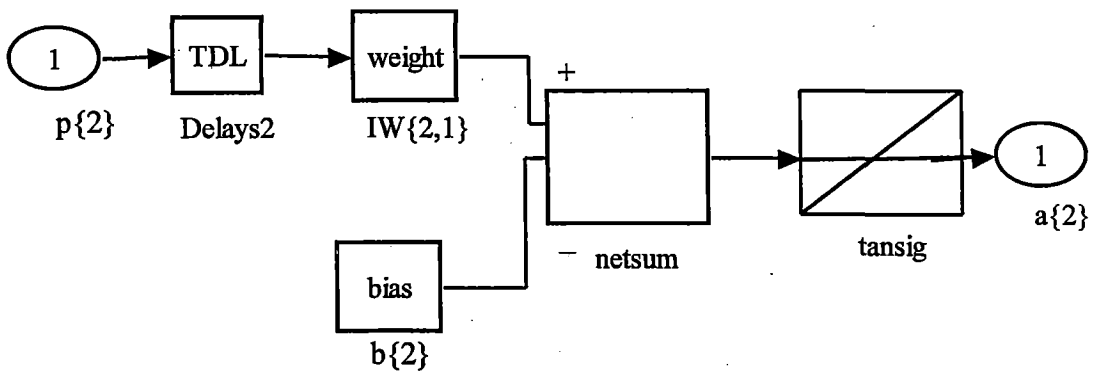 1
TDL
weight
+
p{2}
Delays2
IW{2,1}
1
a{2}
tansig
− netsum
bias
b{2}